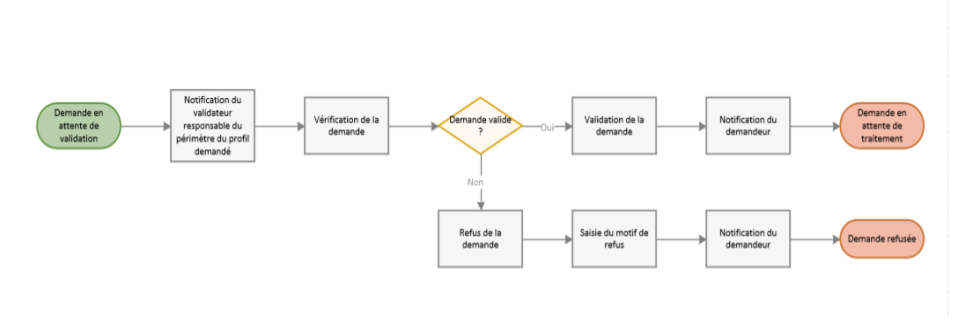 Demande en
attente de
validation
Notification du
validateur
responsable du
périmètre du profil
demandé
Vérification de la
demande
Demande valide
?
Oui
Validation de la
demande
Notification du
demandeur
Demande en
attente de
traitement
Non
Refus de la
demande
Saisie du motif de
refus
Notification du
demandeur
Demande refusée